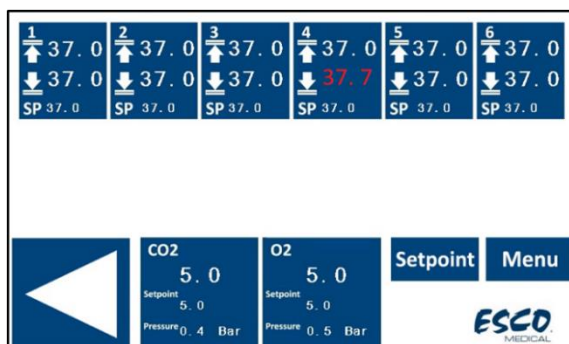 1 2 3 4 5 6
37.0 37.0 37.0 37.0 37.0 37.0
37.0 37.0 37.0 37.7 37.0 37.0
SP 37.0 SP 37.0 SP 37.0 SP 37.0 SP 37.0 SP 37.0
CO2 O2
5.0 5.0 Setpoint Menu
Setpoint Setpoint
5.0 5.0
Pressure 0.4 Bar Pressure 0.5 Bar
ESCO
MEDICAL